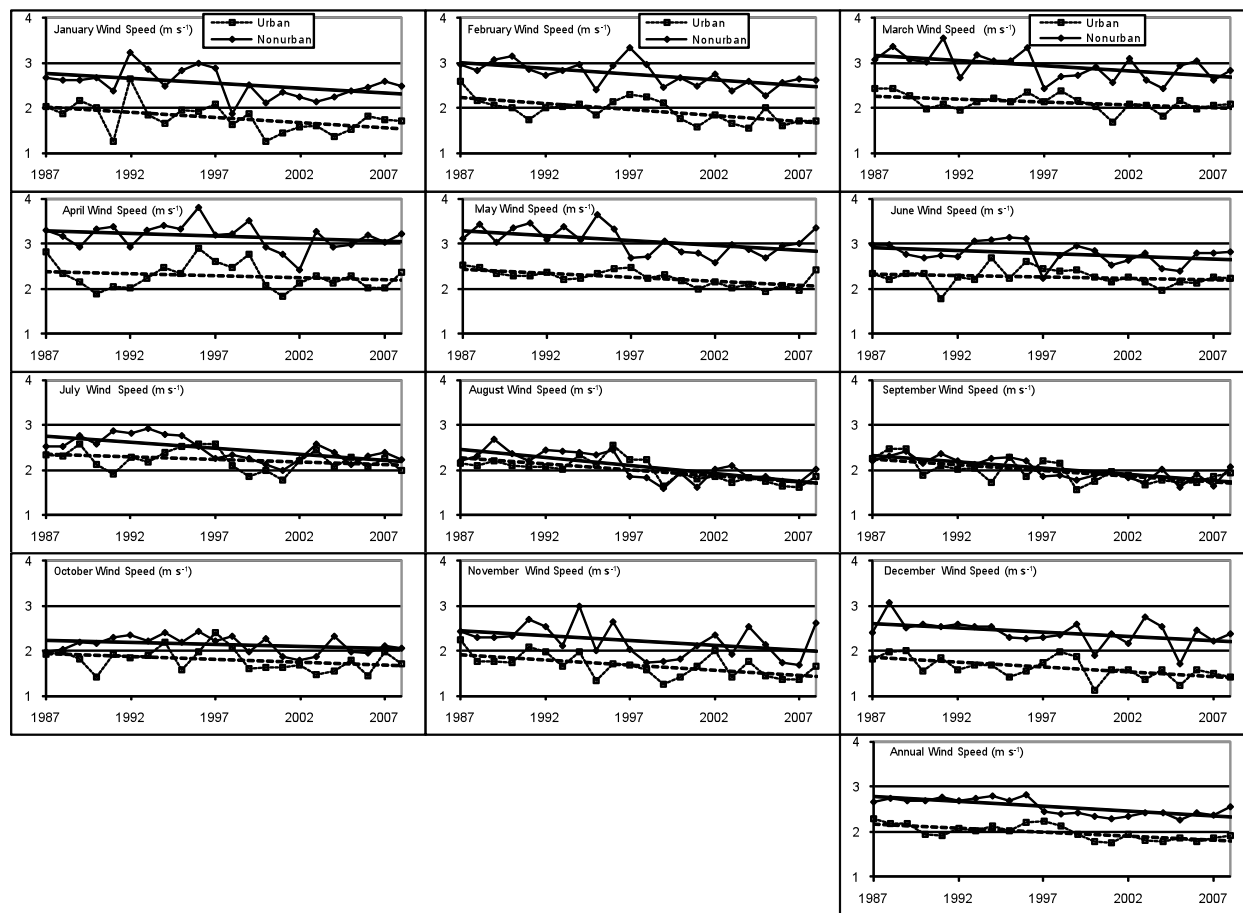 January Wind Speed (m s⁻¹)
Urban
Nonurban
4
3
2
1
1987 1992 1997 2002 2007
February Wind Speed (m s⁻¹)
Urban
Nonurban
4
3
2
1
1987 1992 1997 2002 2007
March Wind Speed (m s⁻¹)
Urban
Nonurban
4
3
2
1
1987 1992 1997 2002 2007
April Wind Speed (m s⁻¹)
4
3
2
1
1987 1992 1997 2002 2007
May Wind Speed (m s⁻¹)
4
3
2
1
1987 1992 1997 2002 2007
June Wind Speed (m s⁻¹)
4
3
2
1
1987 1992 1997 2002 2007
July Wind Speed (m s⁻¹)
4
3
2
1
1987 1992 1997 2002 2007
August Wind Speed (m s⁻¹)
4
3
2
1
1987 1992 1997 2002 2007
September Wind Speed (m s⁻¹)
4
3
2
1
1987 1992 1997 2002 2007
October Wind Speed (m s⁻¹)
4
3
2
1
1987 1992 1997 2002 2007
November Wind Speed (m s⁻¹)
4
3
2
1
1987 1992 1997 2002 2007
December Wind Speed (m s⁻¹)
4
3
2
1
1987 1992 1997 2002 2007
Annual Wind Speed (m s⁻¹)
4
3
2
1
1987 1992 1997 2002 2007